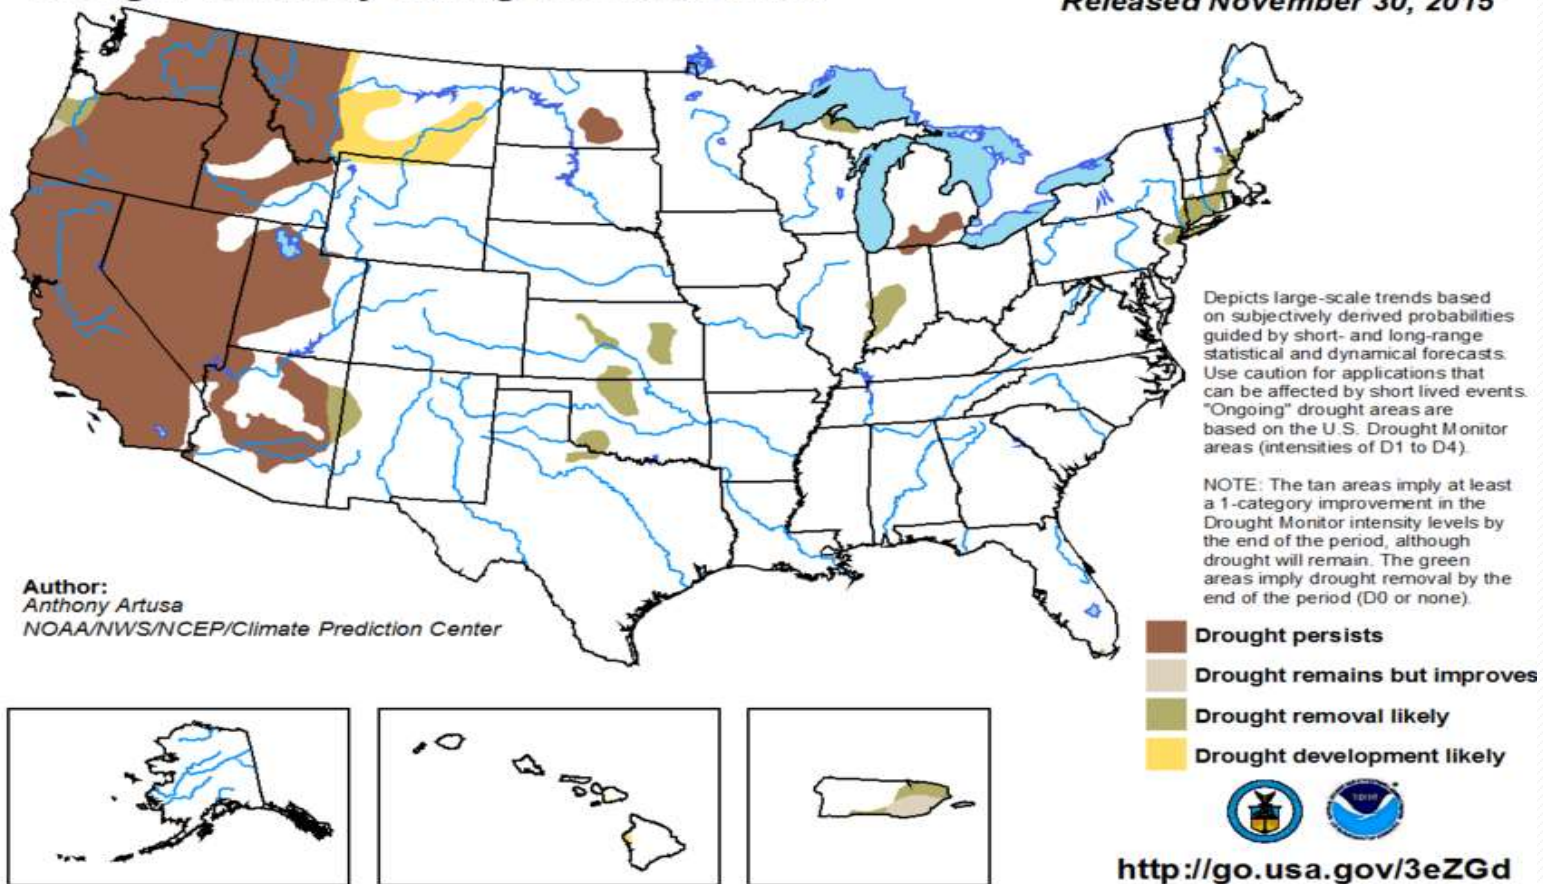 Released November 30, 2015
Depicts large-scale trends based
on subjectively derived probabilities
guided by short- and long-range
statistical and dynamical forecasts.
Use caution for applications that
can be affected by short lived events.
"Ongoing" drought areas are
based on the U.S. Drought Monitor
areas (intensities of D1 to D4).
NOTE: The tan areas imply at least
a 1-category improvement in the
Drought Monitor intensity levels by
the end of the period, although
drought will remain. The green
areas imply drought removal by the
end of the period (D0 or none).
Author:
Anthony Artusa
NOAA/NWS/NCEP/Climate Prediction Center
Drought persists
Drought remains but improves
Drought removal likely
Drought development likely
http://go.usa.gov/3eZGd